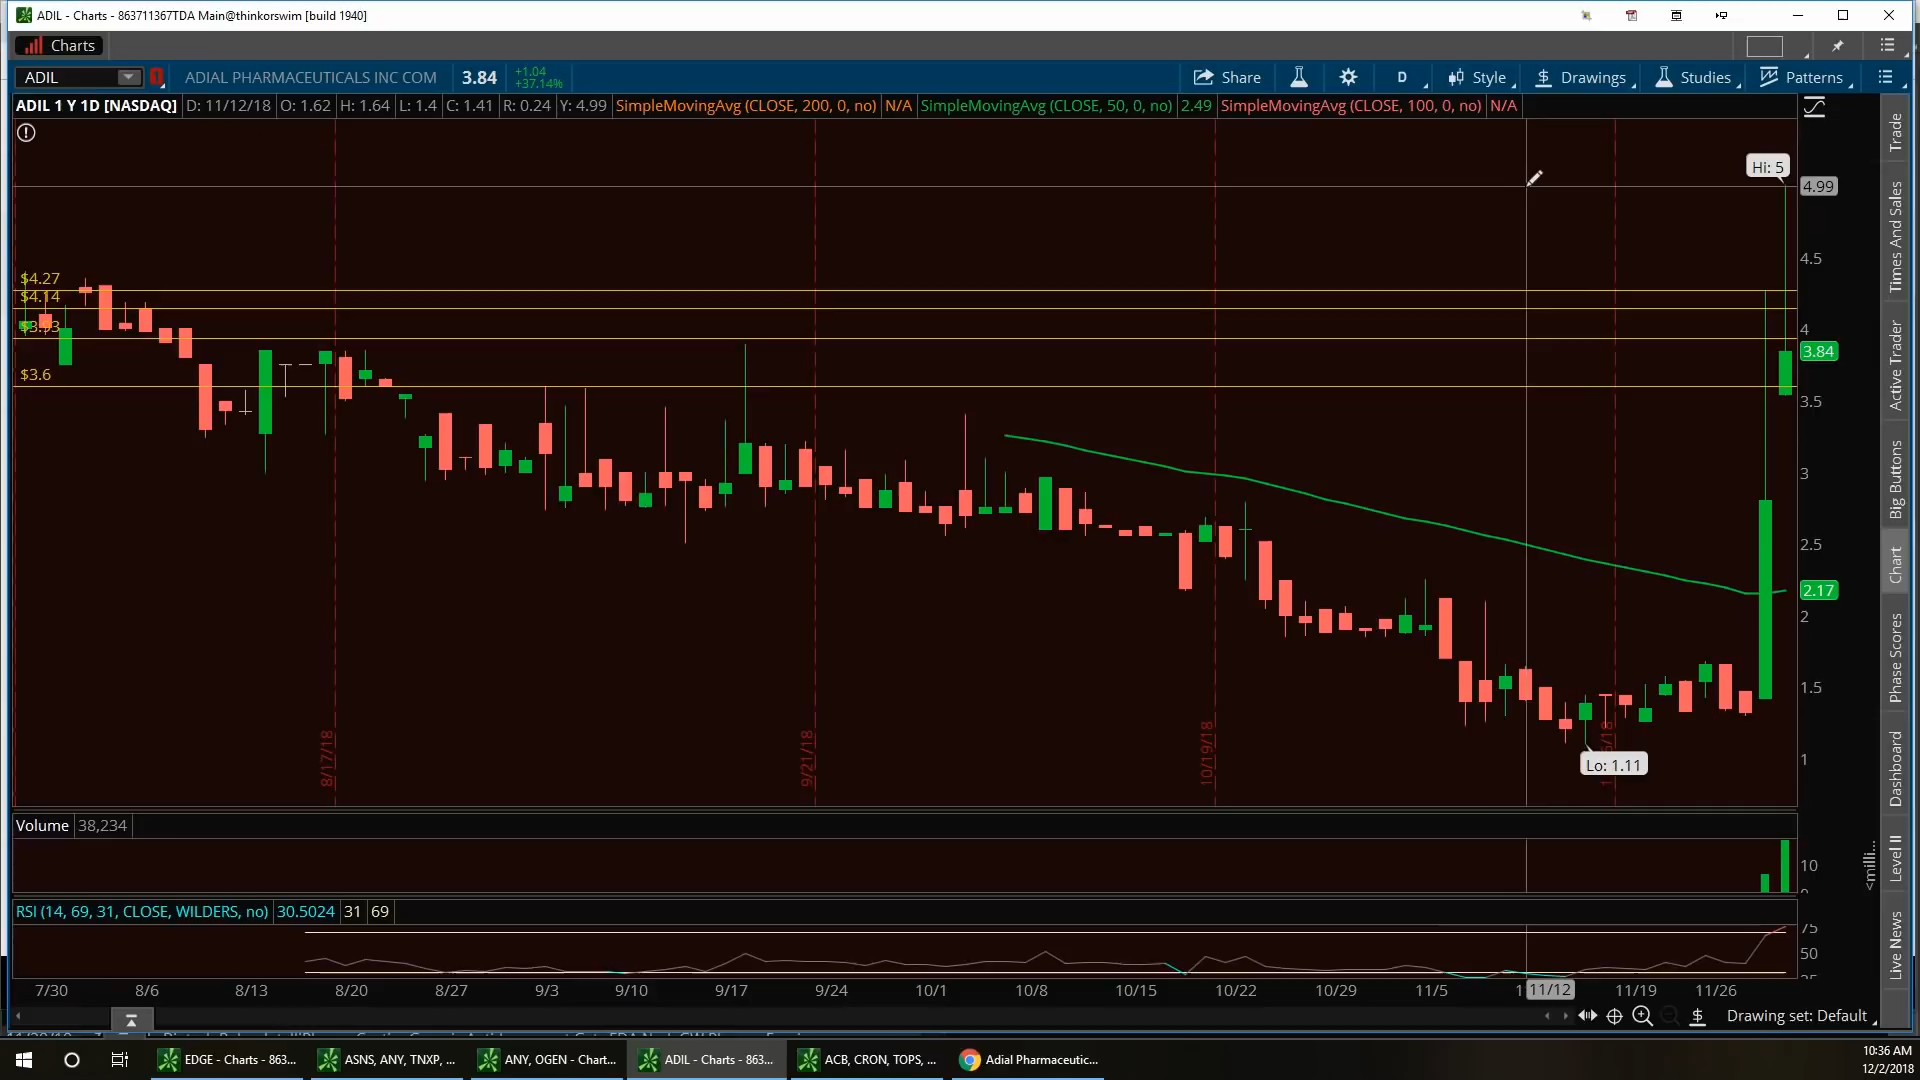 ADIL - Charts - 863711367TDA Main@thinkorswim [build 1940]
Charts
ADIL ADIAL PHARMACEUTICALS INC COM 3.84 +1.04 +37.14% Share D Style Drawings Studies Patterns
ADIL 1 Y 1D [NASDAQ] D: 11/12/18 O: 1.62 H: 1.64 L: 1.4 C: 1.41 R: 0.24 Y: 4.99 SimpleMovingAvg (CLOSE, 200, 0, no) N/A SimpleMovingAvg (CLOSE, 50, 0, no) 2.49 SimpleMovingAvg (CLOSE, 100, 0, no) N/A
Hi: 5
4.99
4.5
$4.27
$4.14
$3.93
4
3.84
$3.6
3.5
3
2.5
2.17
2
1.5
Lo: 1.11
1
8/17/18
9/21/18
10/19/18
Volume 38,234
10
<mill...
RSI (14, 69, 31, CLOSE, WILDERS, no) 30.5024 31 69
75
50
7/30 8/6 8/13 8/20 8/27 9/3 9/10 9/17 9/24 10/1 10/8 10/15 10/22 10/29 11/5 11/12 11/19 11/26
Drawing set: Default
Trade
Times And Sales
Active Trader
Big Buttons
Chart
Phase Scores
Dashboard
Level II
Live News
EDGE - Charts - 863... ASNS, ANY, TNXP, ... ANY, OGEN - Chart... ADIL - Charts - 863... ACB, CRON, TOPS, ... Adial Pharmaceutic...
10:36 AM
12/2/2018